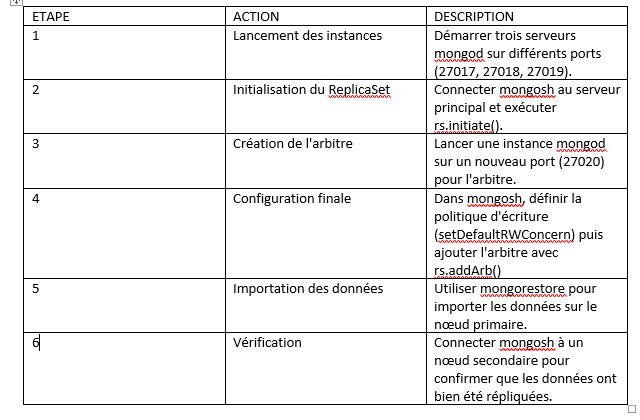 ETAPE ACTION DESCRIPTION
1 Lancement des instances Démarrer trois serveurs
mongod sur différents ports
(27017, 27018, 27019).
2 Initialisation du ReplicaSet Connecter mongosh au serveur
principal et exécuter
rs.initiate().
3 Création de l'arbitre Lancer une instance mongod
sur un nouveau port (27020)
pour l'arbitre.
4 Configuration finale Dans mongosh, définir la
politique d'écriture
(setDefaultRWConcern) puis
ajouter l'arbitre avec
rs.addArb()
5 Importation des données Utiliser mongorestore pour
importer les données sur le
nœud primaire.
6 Vérification Connecter mongosh à un
nœud secondaire pour
confirmer que les données ont
bien été répliquées.